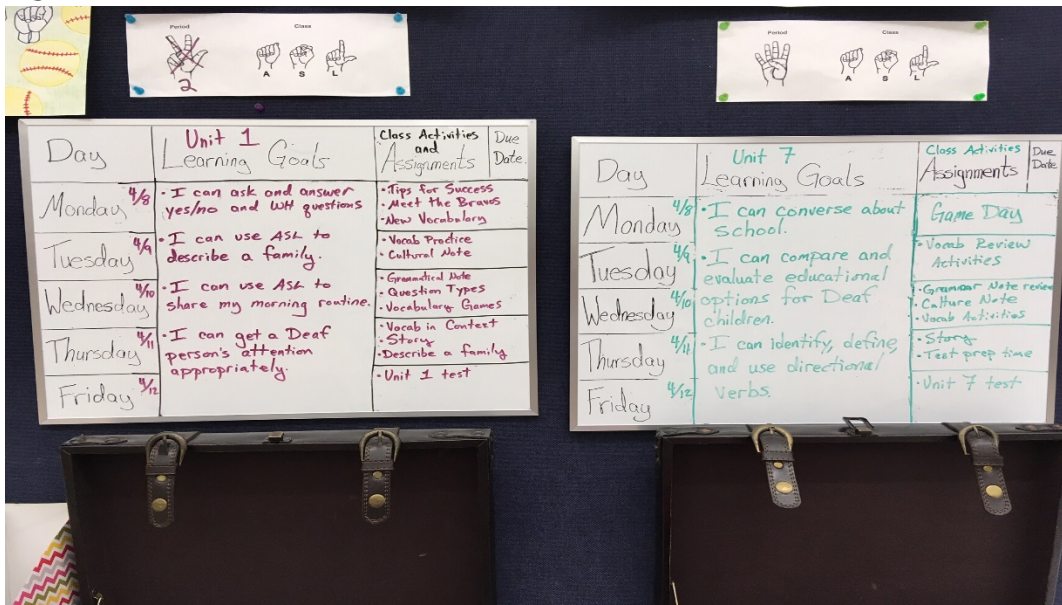 Period Class
2
A S L
Period Class
A S L
Day
Unit 1
Learning Goals
Class Activities
and
Assignments
Due
Date
Monday 4/8
Tuesday 4/9
Wednesday 4/10
Thursday 4/11
Friday 4/12
• I can ask and answer
yes/no and WH questions
• I can use ASL to
describe a family.
• I can use ASL to
share my morning routine.
• I can get a Deaf
person's attention
appropriately.
• Tips for Success
• Meet the Bravos
• New Vocabulary
• Vocab Practice
• Cultural Note
• Grammatical Note
• Question Types
• Vocabulary Games
• Vocab in Context
• Story
• Describe a family
• Unit 1 test
Day
Unit 7
Learning Goals
Class Activities
Assignments
Due
Date
Monday 4/8
Tuesday 4/9
Wednesday 4/10
Thursday 4/11
Friday 4/12
• I can converse about
school.
• I can compare and
evaluate educational
options for Deaf
children.
• I can identify, define,
and use directional
verbs.
Game Day
• Vocab Review
Activities
• Grammar Note review
• Culture Note
• Vocab Activities
• Story
• Test prep time
• Unit 7 test